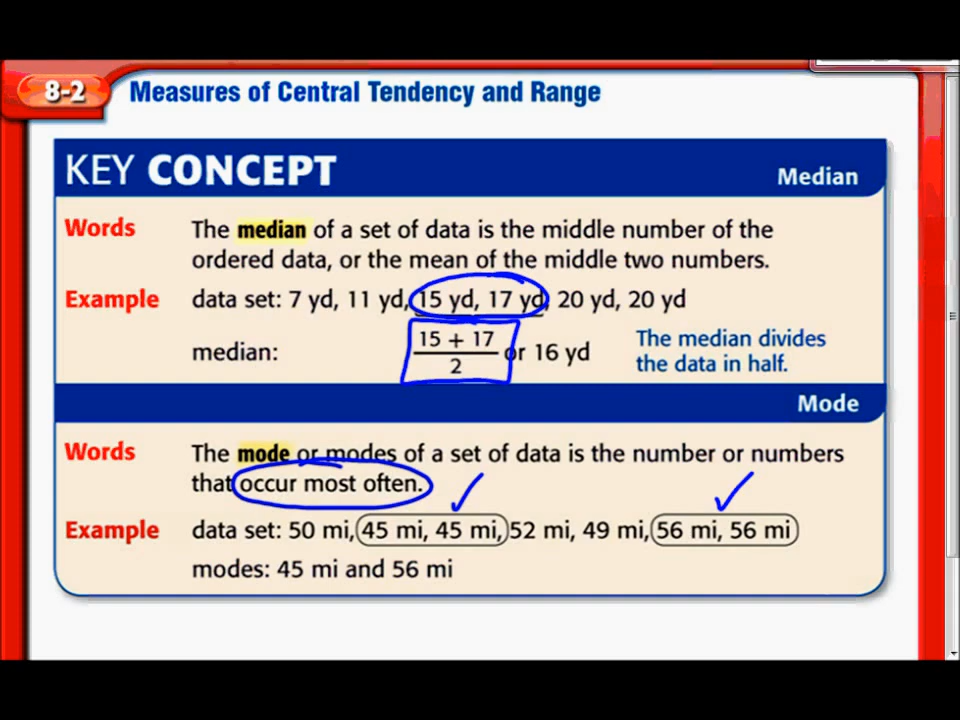 8-2 Measures of Central Tendency and Range
KEY CONCEPT
Median
Words The median of a set of data is the middle number of the
ordered data, or the mean of the middle two numbers.
Example data set: 7 yd, 11 yd, 15 yd, 17 yd, 20 yd, 20 yd
median: 15 + 17 / 2 or 16 yd
The median divides
the data in half.
Mode
Words The mode or modes of a set of data is the number or numbers
that occur most often.
Example data set: 50 mi, 45 mi, 45 mi, 52 mi, 49 mi, 56 mi, 56 mi
modes: 45 mi and 56 mi